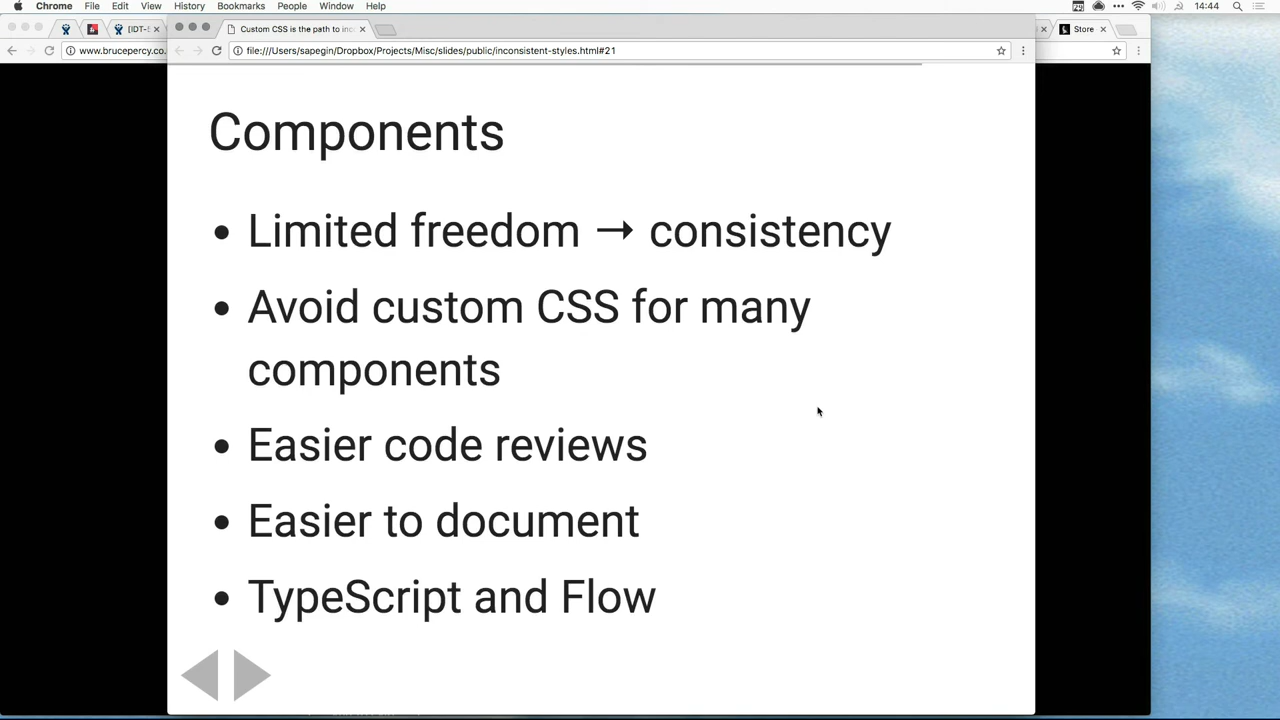 Chrome File Edit View History Bookmarks People Window Help 14:44
[IDT-E Custom CSS is the path to inc Store
www.brucepercy.co. file:///Users/sapegin/Dropbox/Projects/Misc/slides/public/inconsistent-styles.html#21
Components
• Limited freedom → consistency
• Avoid custom CSS for many
components
• Easier code reviews
• Easier to document
• TypeScript and Flow